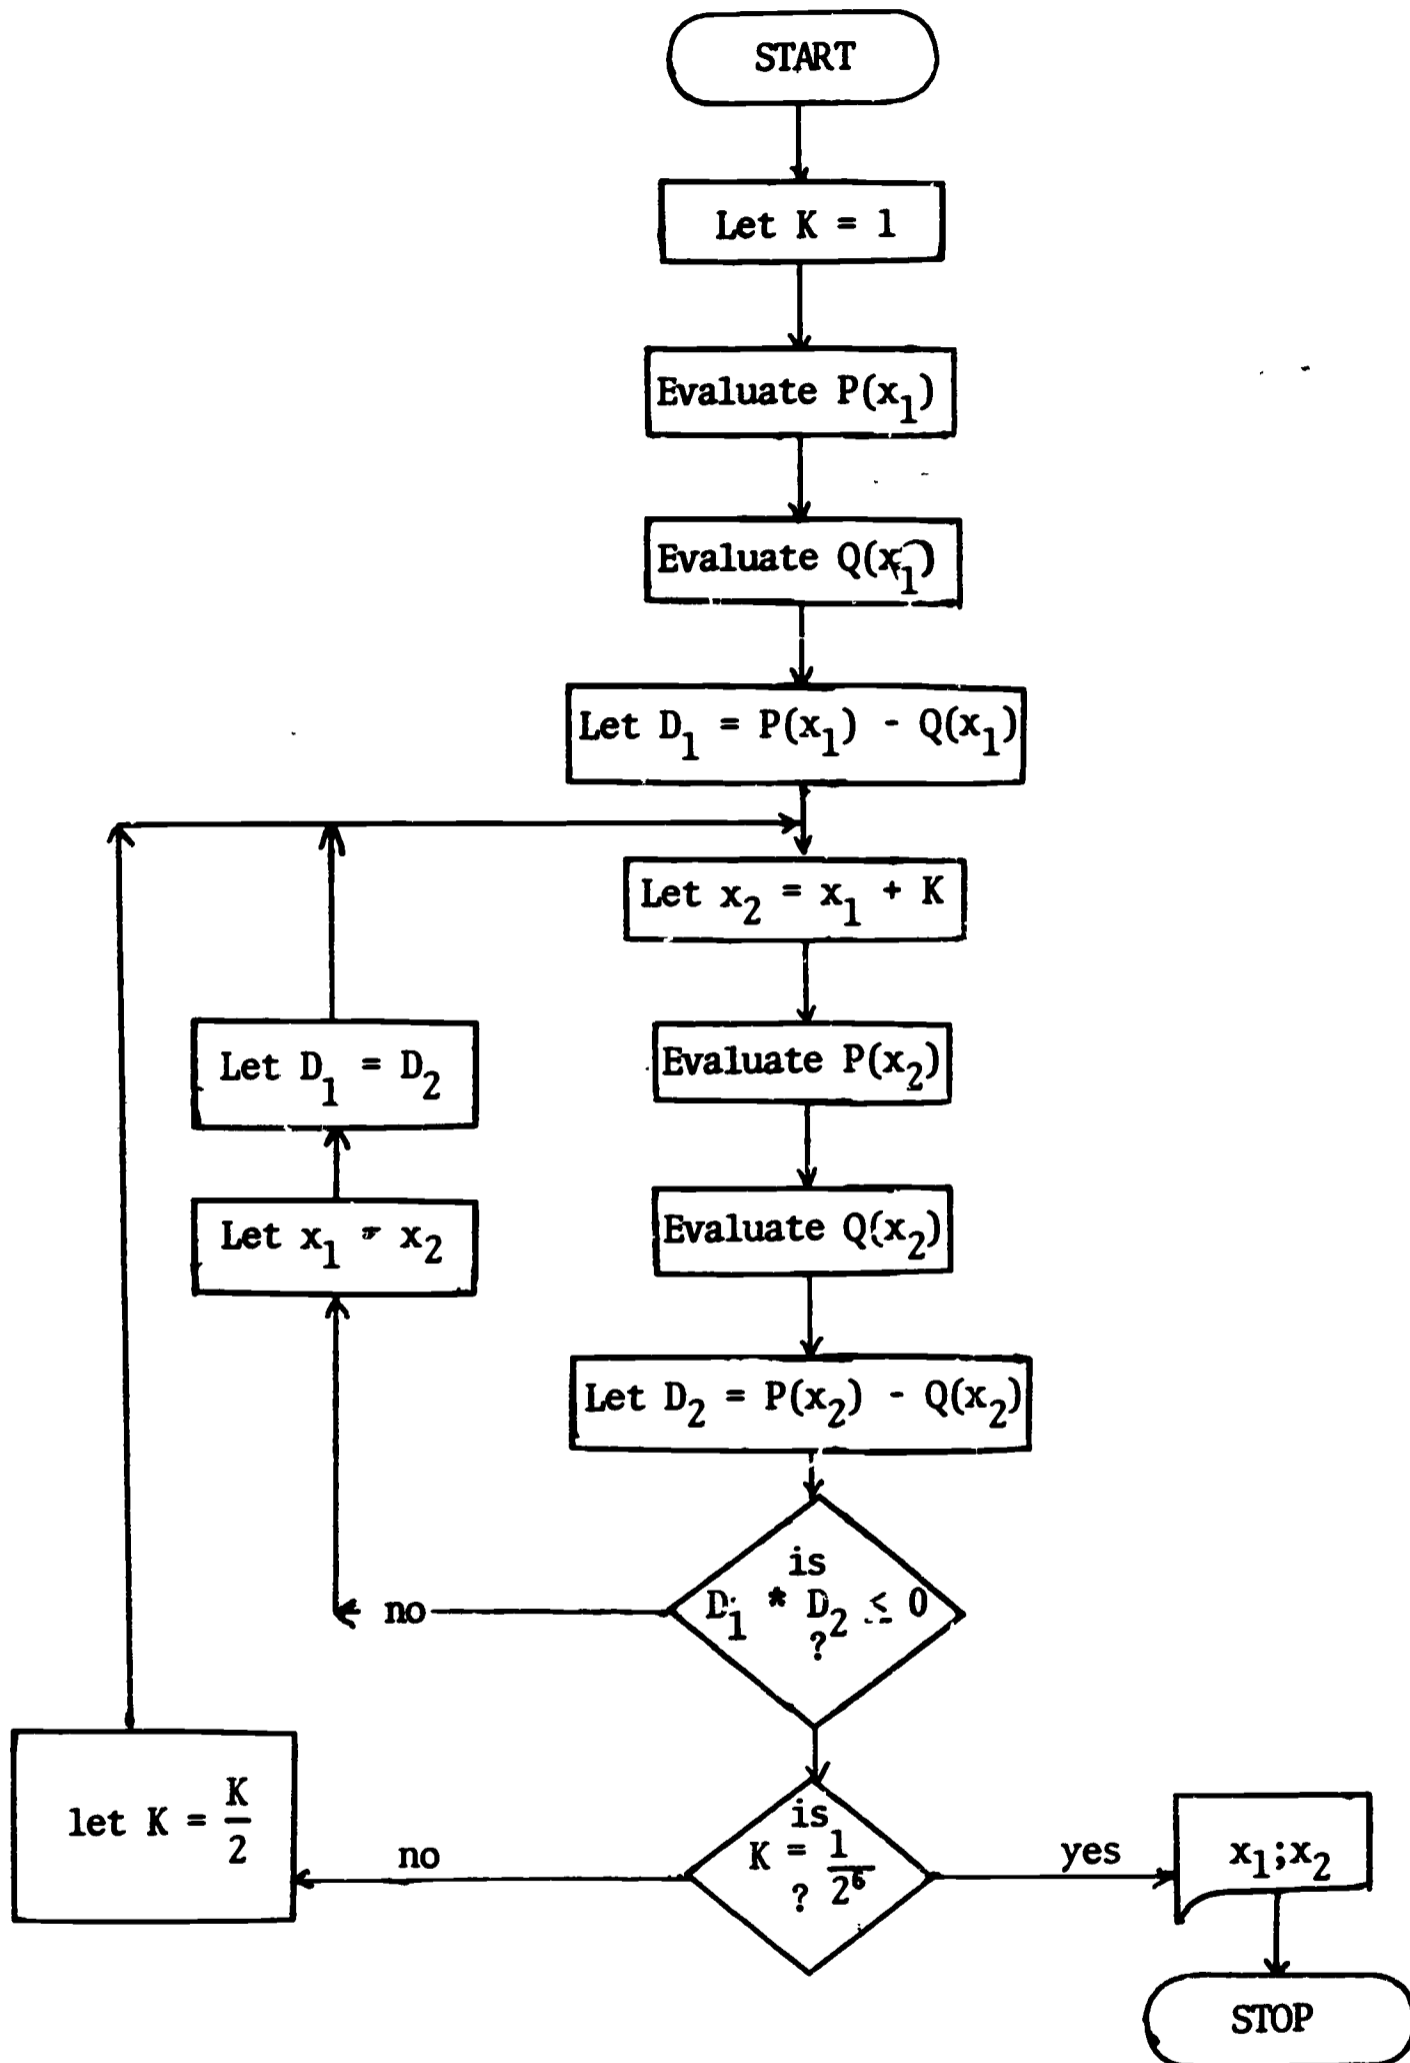 START
Let K = 1
Evaluate P(x₁)
Evaluate Q(x₁)
Let D₁ = P(x₁) - Q(x₁)
Let x₂ = x₁ + K
Evaluate P(x₂)
Evaluate Q(x₂)
Let D₂ = P(x₂) - Q(x₂)
is
D₁ * D₂ ≤ 0
?
no
Let x₁ = x₂
Let D₁ = D₂
is
K = 1/2⁶
?
no
let K = K/2
yes
x₁;x₂
STOP